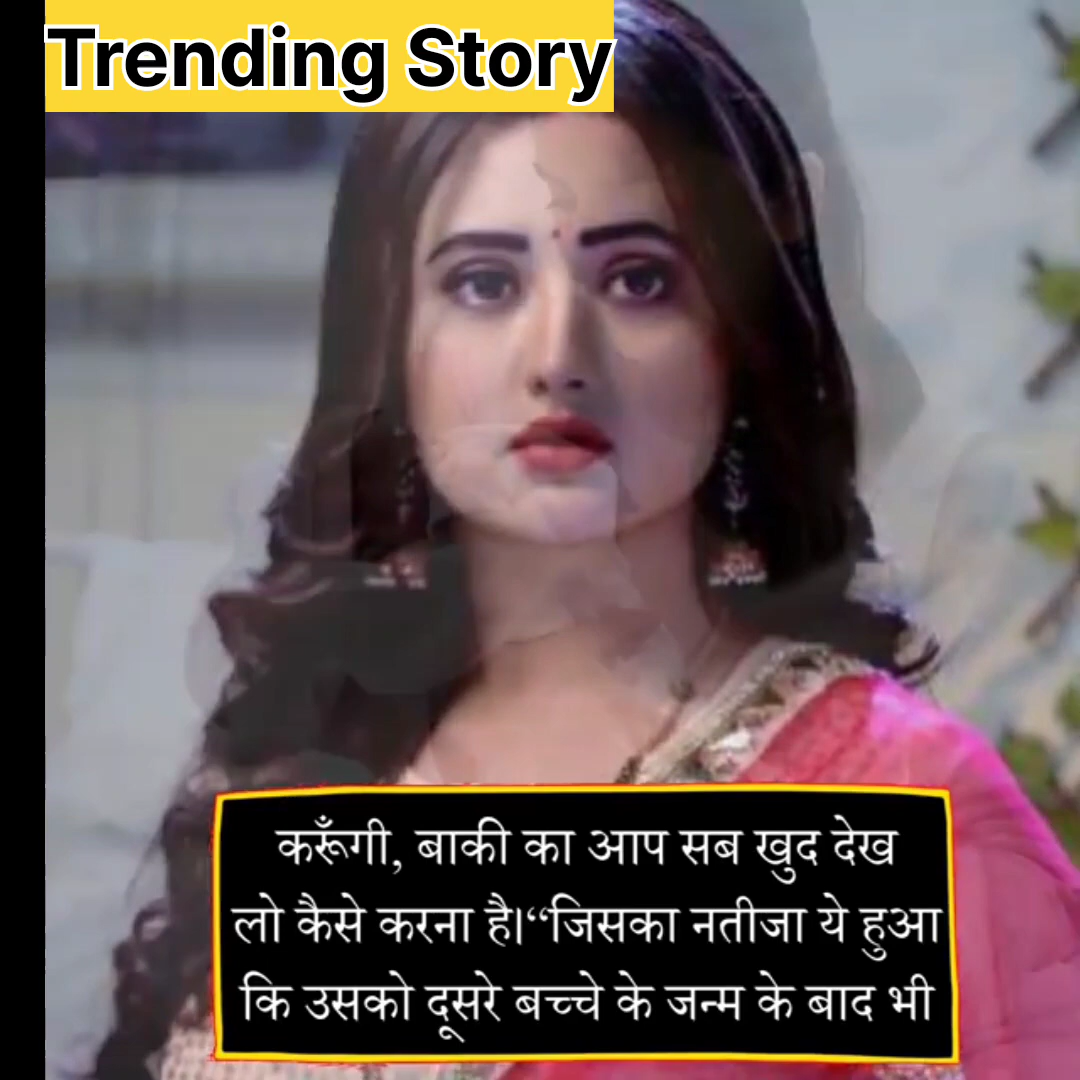 Trending Story
करूँगी, बाकी का आप सब खुद देख
लो कैसे करना है।“जिसका नतीजा ये हुआ
कि उसको दूसरे बच्चे के जन्म के बाद भी